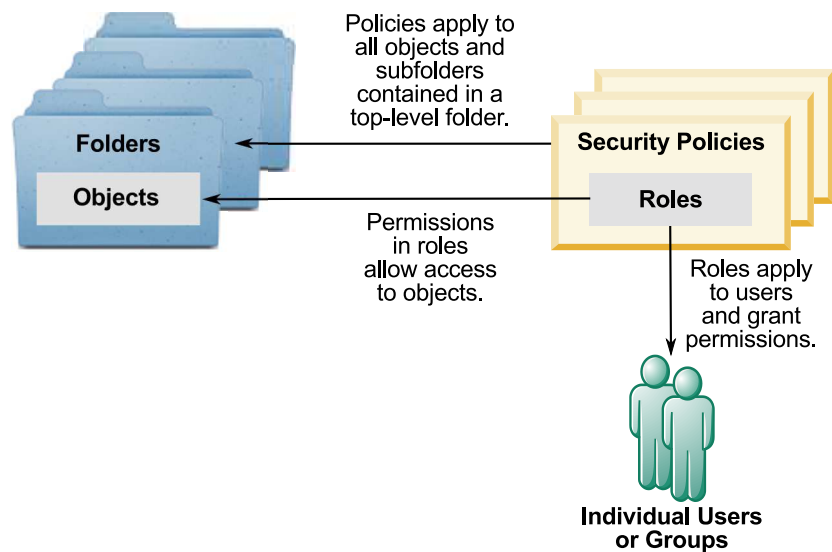 Policies apply to
all objects and
subfolders
contained in a
top-level folder.
Folders
Security Policies
Objects
Roles
Permissions
in roles
allow access
to objects.
Roles apply
to users
and grant
permissions.
Individual Users
or Groups